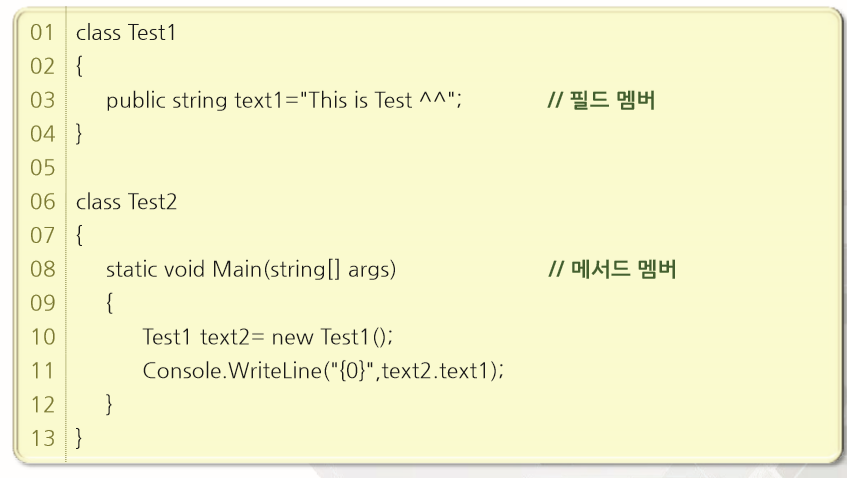 01 class Test1
02 {
03 public string text1="This is Test ^^"; // 필드 멤버
04 }
05
06 class Test2
07 {
08 static void Main(string[] args) // 메서드 멤버
09 {
10 Test1 text2= new Test1();
11 Console.WriteLine("{0}",text2.text1);
12 }
13 }